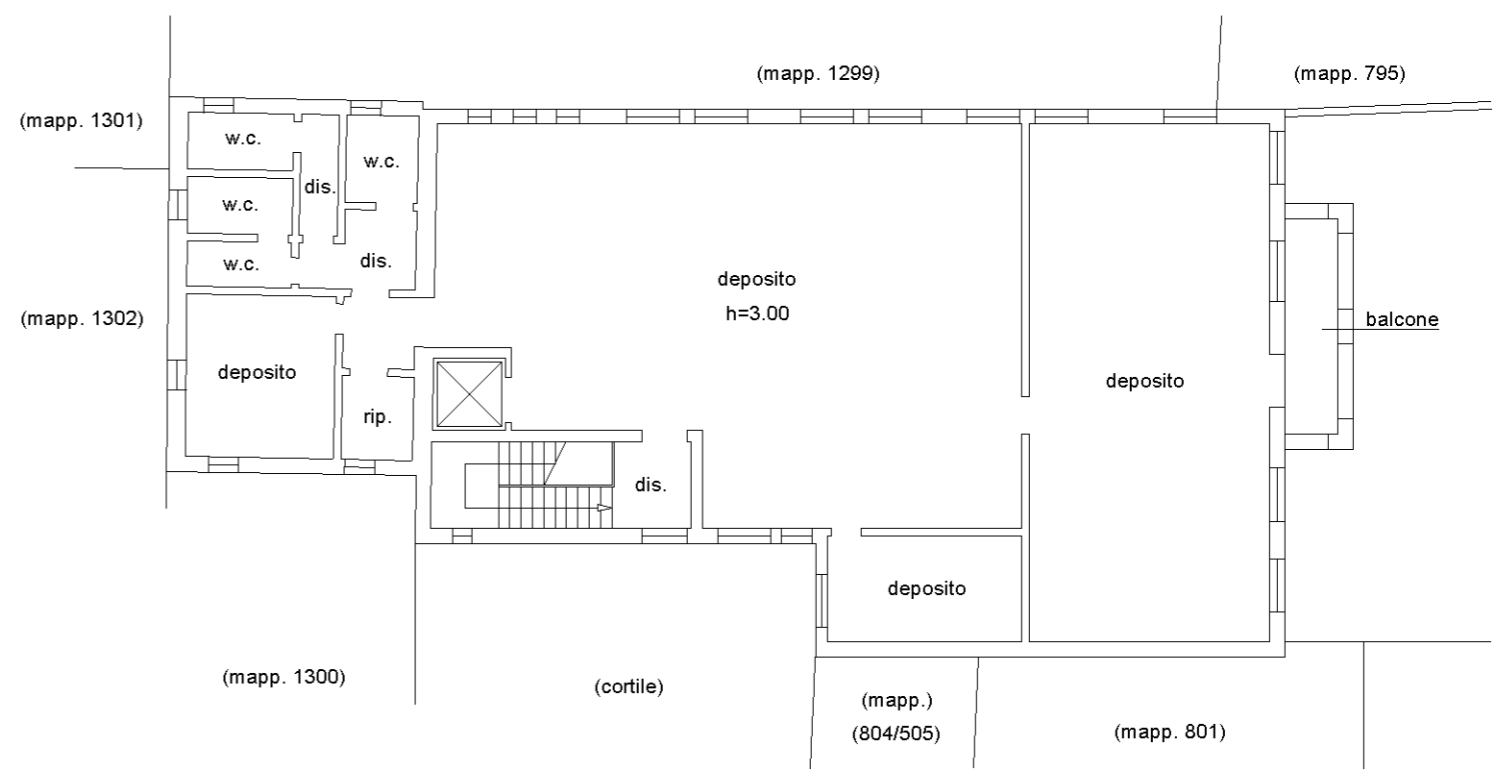 (mapp. 1299)
(mapp. 795)
(mapp. 1301)
w.c.
w.c.
dis.
w.c.
w.c.
dis.
deposito
h=3.00
(mapp. 1302)
balcone
deposito
deposito
rip.
dis.
deposito
(mapp. 1300)
(cortile)
(mapp.)
(804/505)
(mapp. 801)